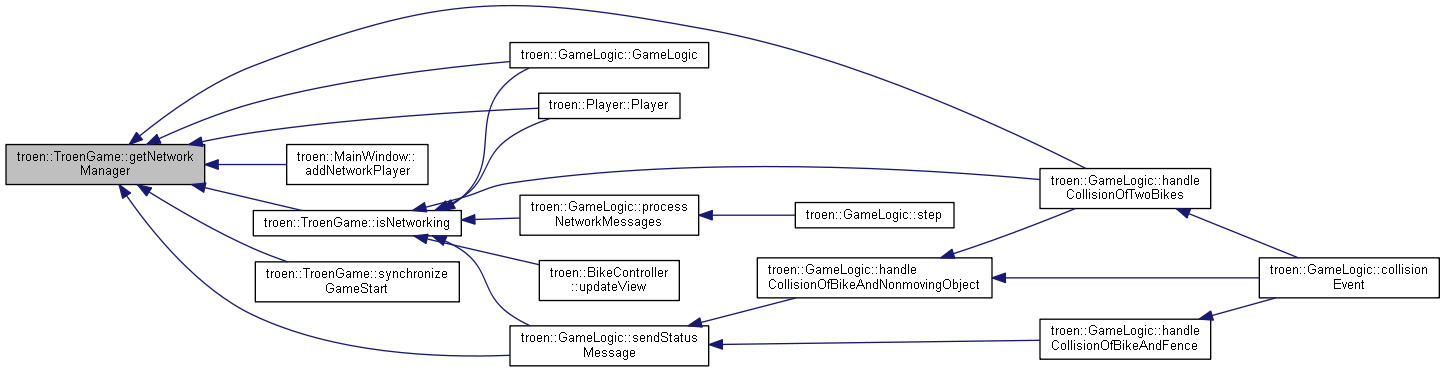 troen::TroenGame::getNetwork
Manager
troen::GameLogic::GameLogic
troen::Player::Player
troen::MainWindow::
addNetworkPlayer
troen::TroenGame::isNetworking
troen::TroenGame::synchronize
GameStart
troen::GameLogic::process
NetworkMessages
troen::BikeController
::updateView
troen::GameLogic::sendStatus
Message
troen::GameLogic::step
troen::GameLogic::handle
CollisionOfBikeAndNonmovingObject
troen::GameLogic::handle
CollisionOfTwoBikes
troen::GameLogic::handle
CollisionOfBikeAndFence
troen::GameLogic::collision
Event